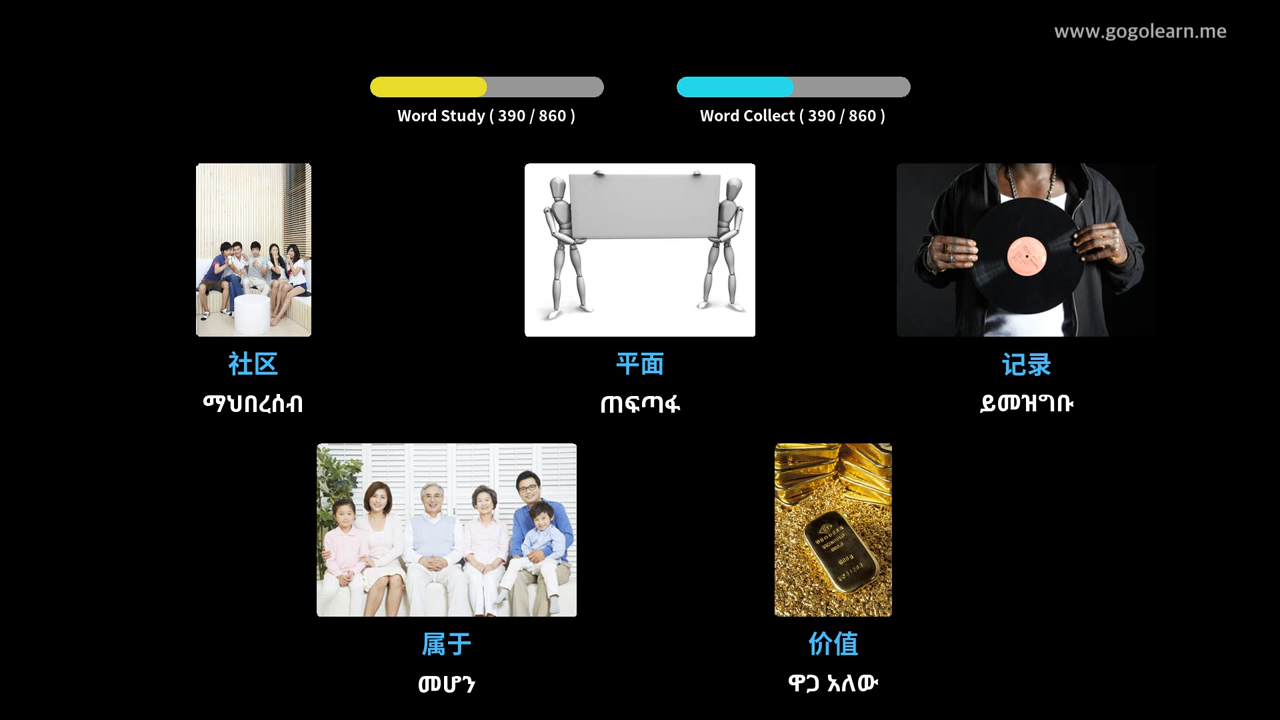 www.gogolearn.me
Word Study ( 390 / 860 )
Word Collect ( 390 / 860 )
社区
ማህበረሰብ
平面
ጠፍጣፋ
记录
ይመዝግቡ
属于
መሆን
价值
ዋጋ አለው